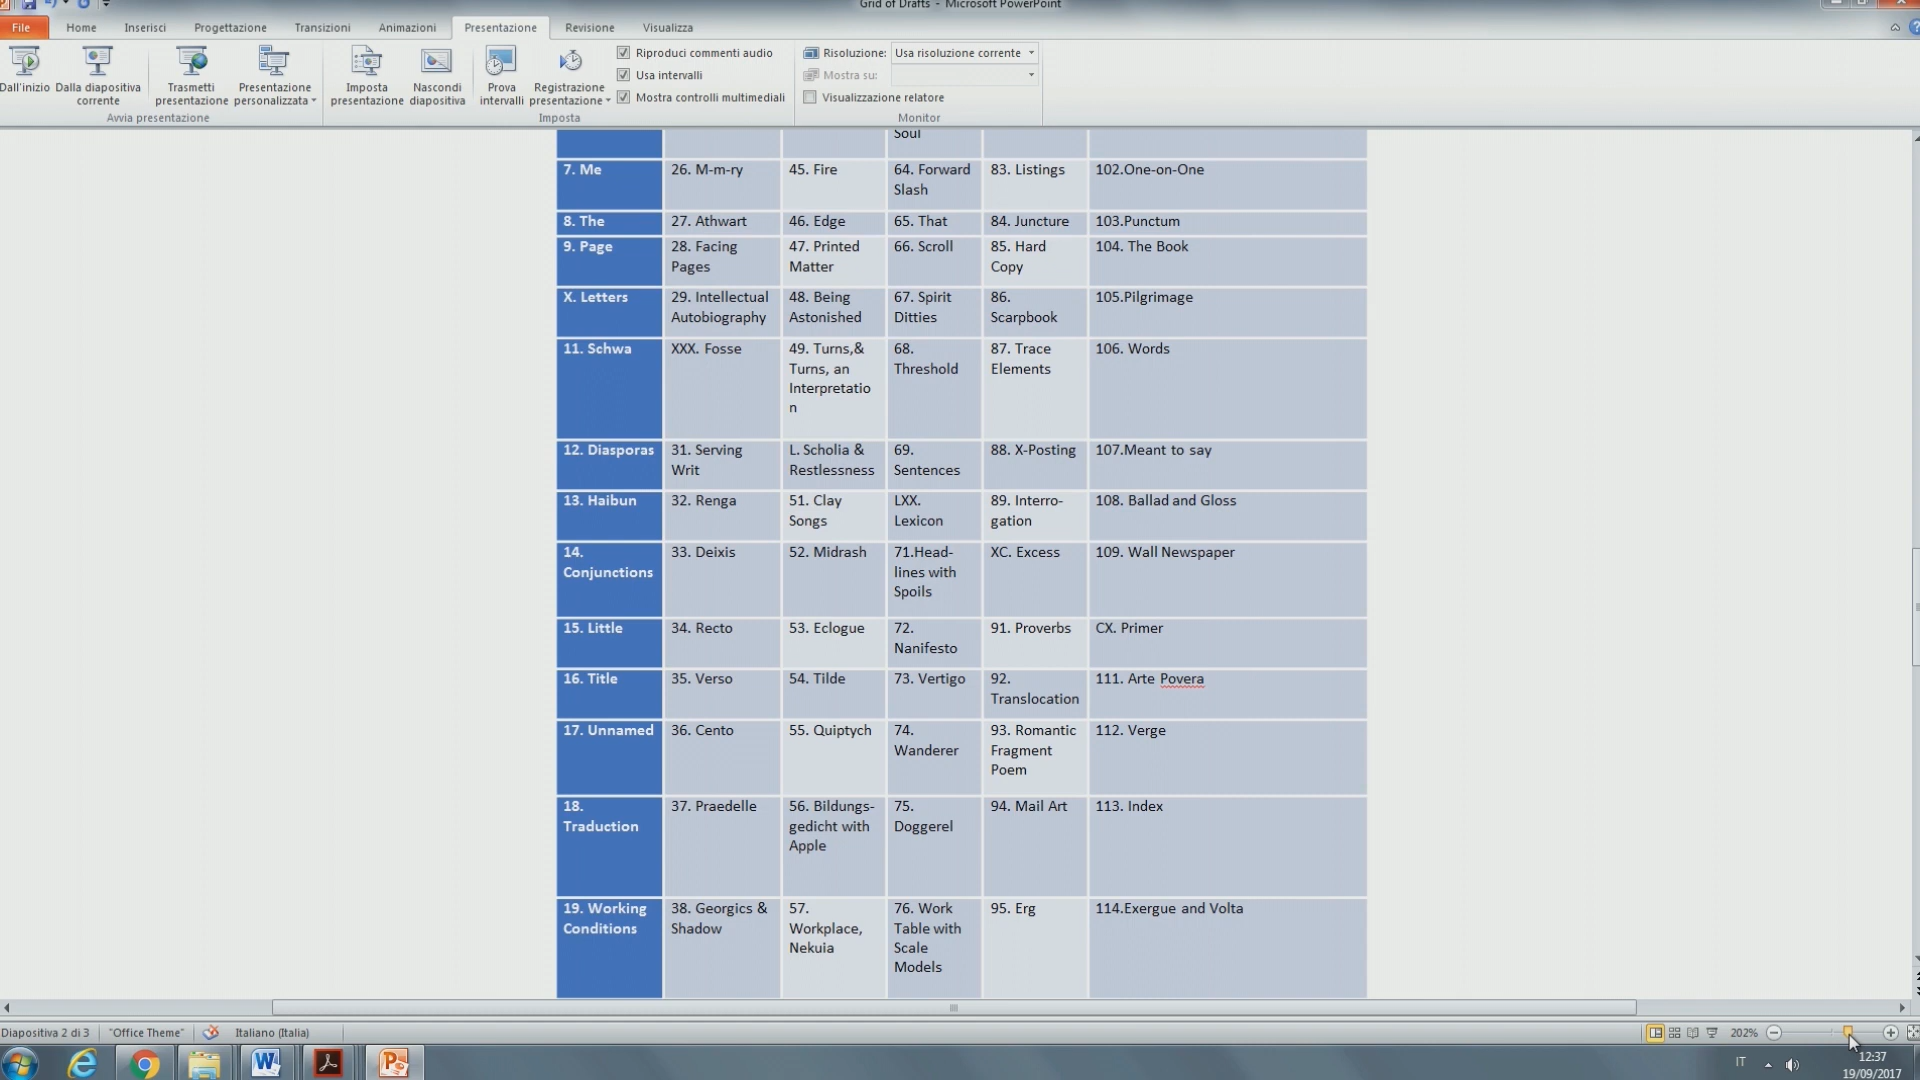 Grid of Drafts - Microsoft PowerPoint
File Home Inserisci Progettazione Transizioni Animazioni Presentazione Revisione Visualizza
Dall'inizio
Dalla diapositiva
corrente
Trasmetti
presentazione
Presentazione
personalizzata
Avvia presentazione
Imposta
presentazione
Nascondi
diapositiva
Prova
intervalli
Registrazione
presentazione
Riproduci commenti audio
Usa intervalli
Mostra controlli multimediali
Imposta
Risoluzione: Usa risoluzione corrente
Mostra su:
Visualizzazione relatore
Monitor
Soul
7. Me
26. M-m-ry
45. Fire
64. Forward
Slash
83. Listings
102.One-on-One
8. The
27. Athwart
46. Edge
65. That
84. Juncture
103.Punctum
9. Page
28. Facing
Pages
47. Printed
Matter
66. Scroll
85. Hard
Copy
104. The Book
X. Letters
29. Intellectual
Autobiography
48. Being
Astonished
67. Spirit
Ditties
86.
Scarpbook
105.Pilgrimage
11. Schwa
XXX. Fosse
49. Turns,&
Turns, an
Interpretatio
n
68.
Threshold
87. Trace
Elements
106. Words
12. Diasporas
31. Serving
Writ
L. Scholia &
Restlessness
69.
Sentences
88. X-Posting
107.Meant to say
13. Haibun
32. Renga
51. Clay
Songs
LXX.
Lexicon
89. Interro-
gation
108. Ballad and Gloss
14.
Conjunctions
33. Deixis
52. Midrash
71.Head-
lines with
Spoils
XC. Excess
109. Wall Newspaper
15. Little
34. Recto
53. Eclogue
72.
Nanifesto
91. Proverbs
CX. Primer
16. Title
35. Verso
54. Tilde
73. Vertigo
92.
Translocation
111. Arte Povera
17. Unnamed
36. Cento
55. Quiptych
74.
Wanderer
93. Romantic
Fragment
Poem
112. Verge
18.
Traduction
37. Praedelle
56. Bildungs-
gedicht with
Apple
75.
Doggerel
94. Mail Art
113. Index
19. Working
Conditions
38. Georgics &
Shadow
57.
Workplace,
Nekuia
76. Work
Table with
Scale
Models
95. Erg
114.Exergue and Volta
Diapositiva 2 di 3 "Office Theme" Italiano (Italia) 202%
IT 12:37
19/09/2017